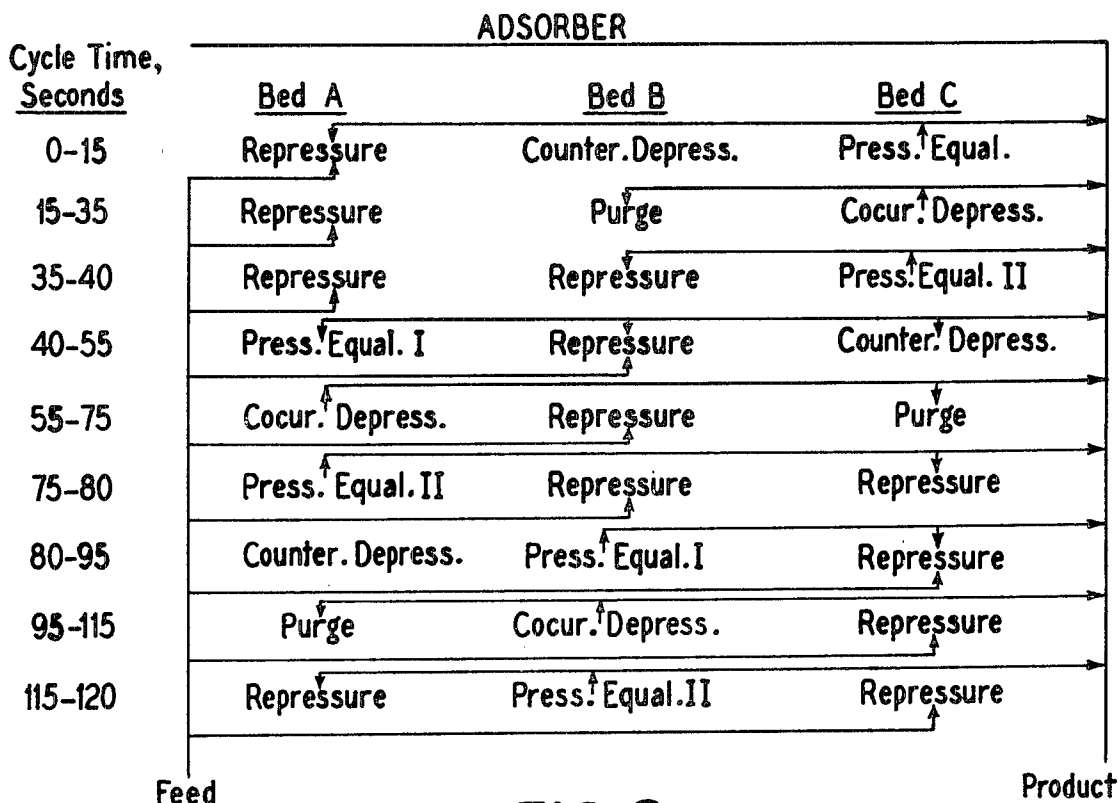 ADSORBER
Cycle Time,
Seconds Bed A Bed B Bed C
0-15 Repressure Counter. Depress. Press. Equal.
15-35 Repressure Purge Cocur. Depress.
35-40 Repressure Repressure Press. Equal. II
40-55 Press. Equal. I Repressure Counter. Depress.
55-75 Cocur. Depress. Repressure Purge
75-80 Press. Equal. II Repressure Repressure
80-95 Counter. Depress. Press. Equal. I Repressure
95-115 Purge Cocur. Depress. Repressure
115-120 Repressure Press. Equal. II Repressure
Feed Product